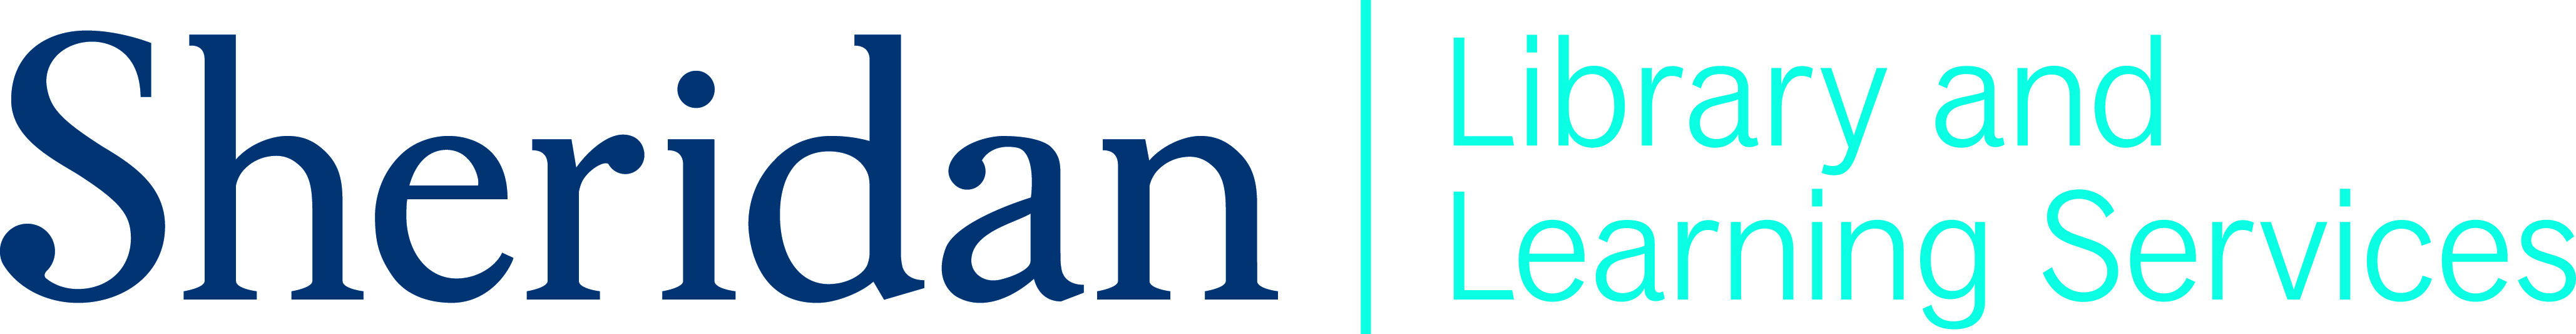 Sheridan
Library and
Learning Services